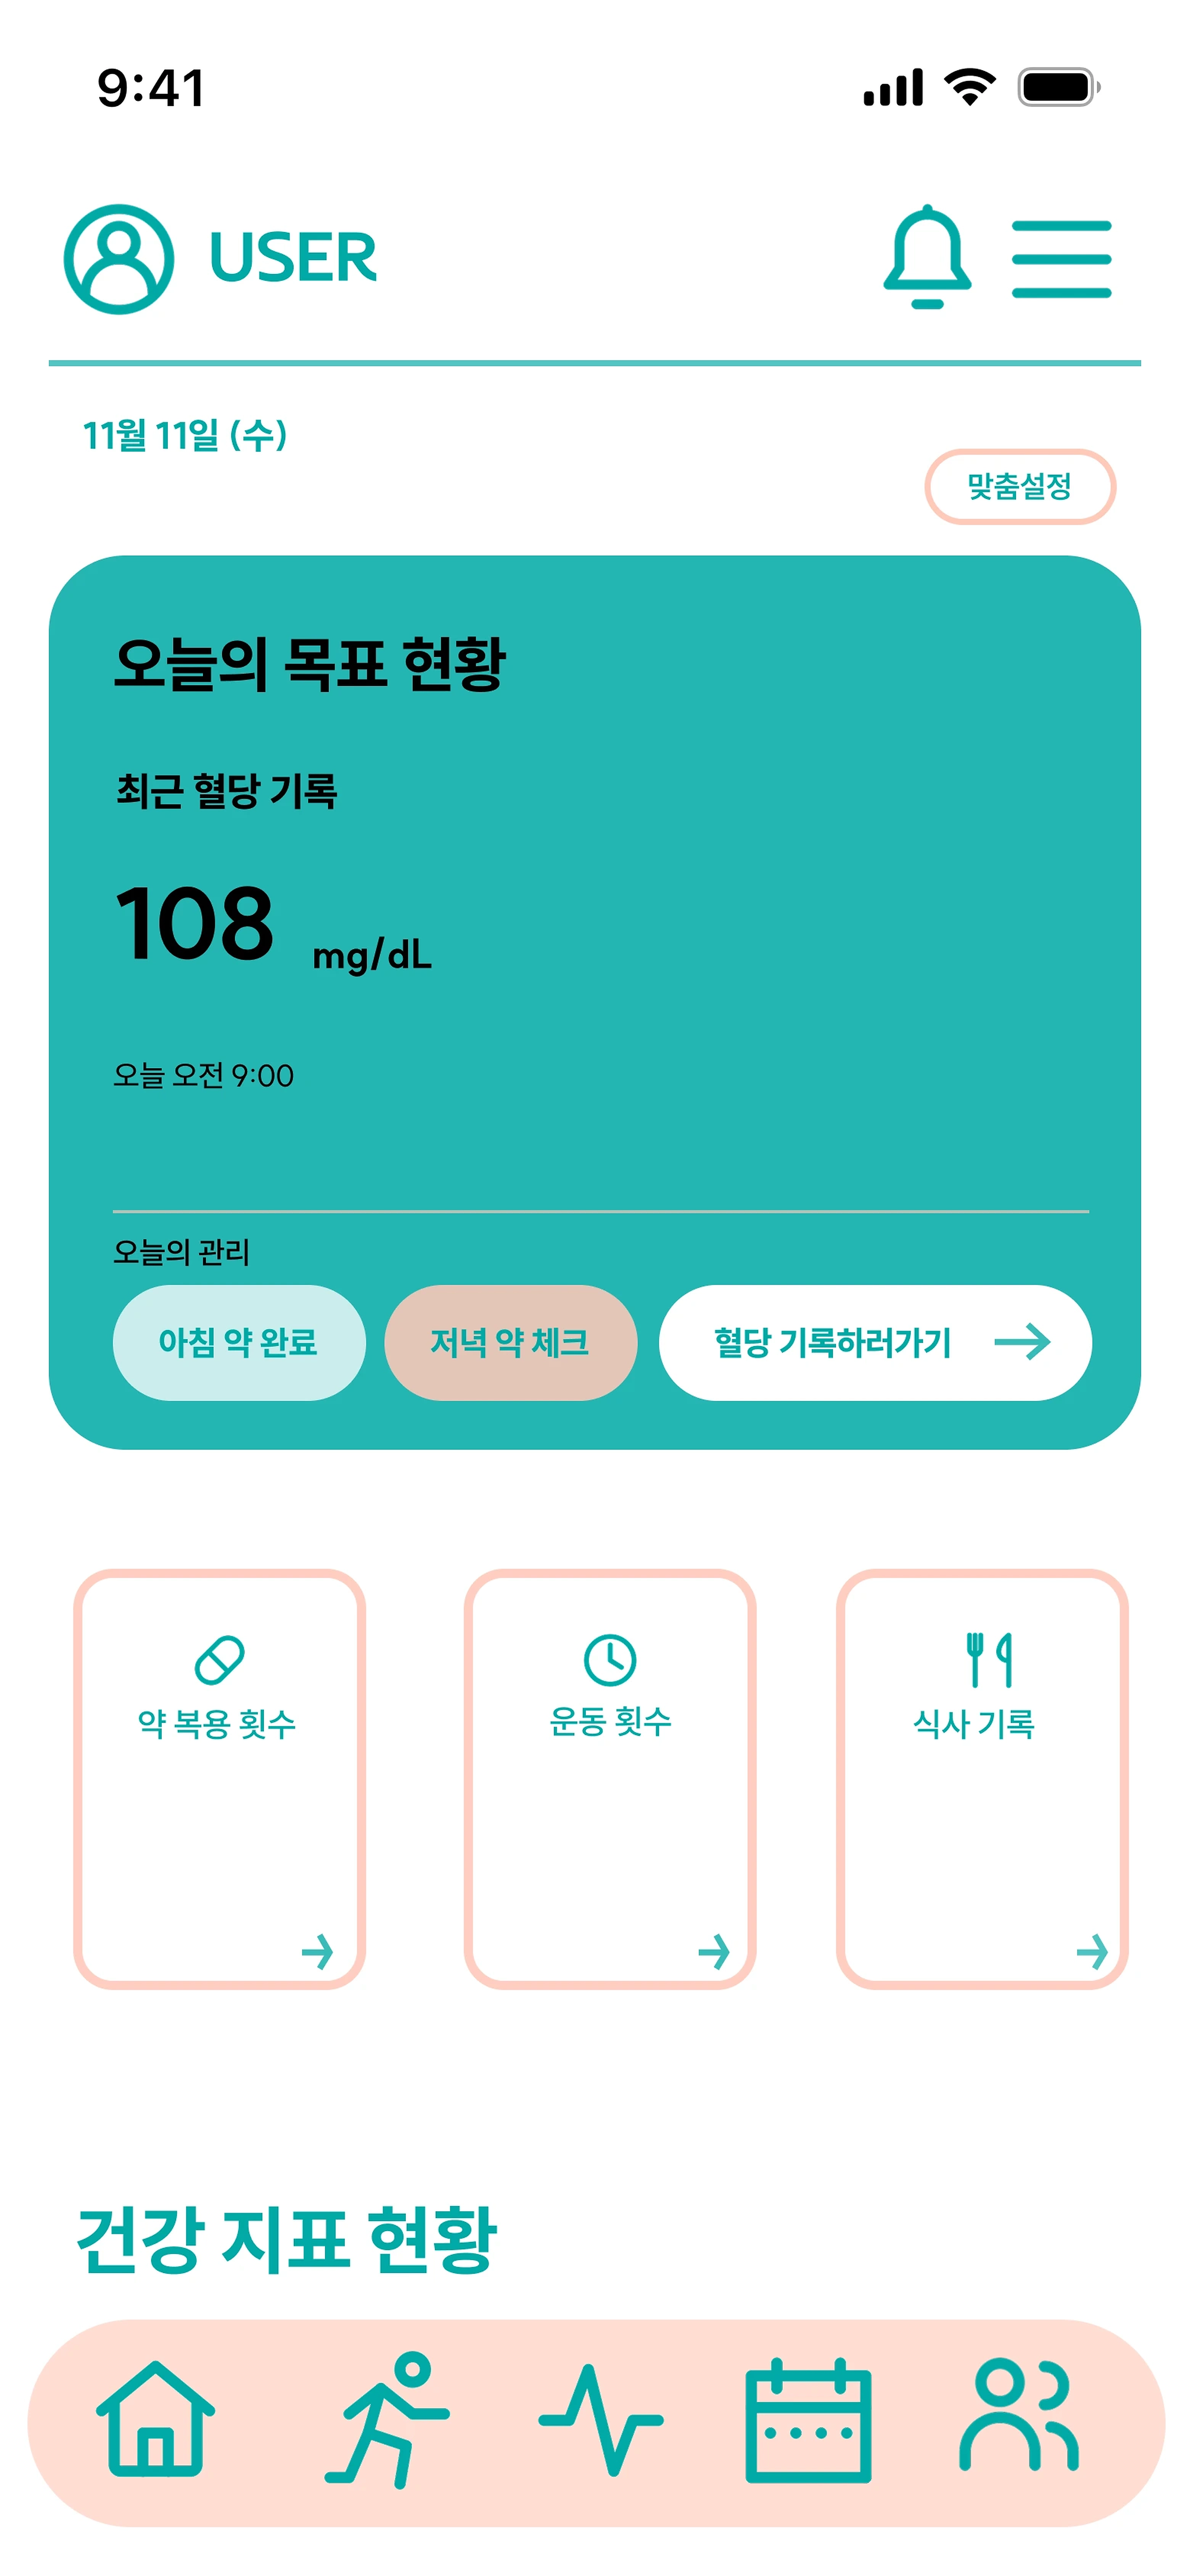 9:41
USER
11월 11일 (수)
맞춤설정
오늘의 목표 현황
최근 혈당 기록
108 mg/dL
오늘 오전 9:00
오늘의 관리
아침 약 완료
저녁 약 체크
혈당 기록하러가기
약 복용 횟수
운동 횟수
식사 기록
건강 지표 현황